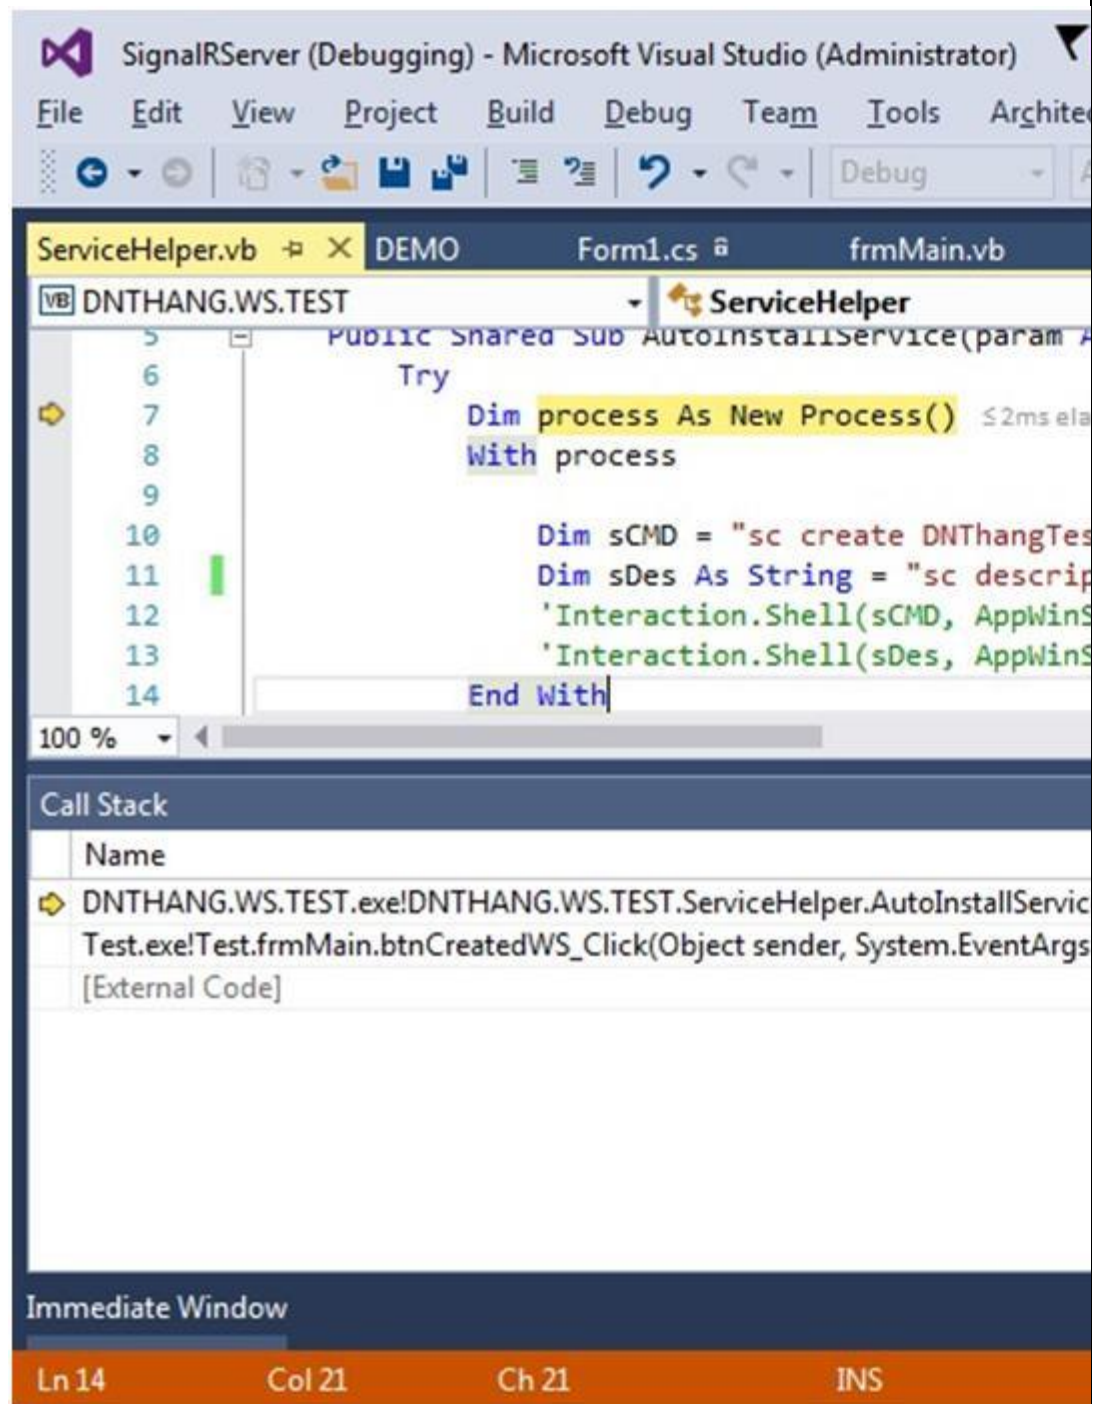 SignalRServer (Debugging) - Microsoft Visual Studio (Administrator)
File Edit View Project Build Debug Team Tools
Debug
ServiceHelper.vb DEMO Form1.cs frmMain.vb
VB DNTHANG.WS.TEST ServiceHelper
5 Public Shared Sub AutoInstallService(param
6 Try
7 Dim process As New Process() ≤2ms
8 With process
9
10 Dim sCMD = "sc create DNThangTes
11 Dim sDes As String = "sc descrip
12 'Interaction.Shell(sCMD, AppWinS
13 'Interaction.Shell(sDes, AppWinS
14 End With
100 %
Call Stack
Name
DNTHANG.WS.TEST.exe!DNTHANG.WS.TEST.ServiceHelper.AutoInstallServic
Test.exe!Test.frmMain.btnCreatedWS_Click(Object sender, System.EventArgs
[External Code]
Immediate Window
Ln 14 Col 21 Ch 21 INS